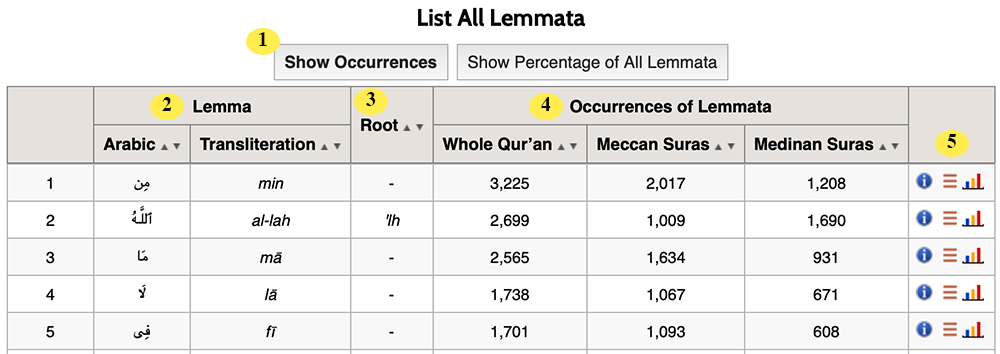 List All Lemmata
1
Show Occurrences Show Percentage of All Lemmata
2 Lemma 3 Root 4 Occurrences of Lemmata 5
Arabic Transliteration Whole Qur’an Meccan Suras Medinan Suras
1 مِن min - 3,225 2,017 1,208
2 ٱللَّهُ al-lah 'lh 2,699 1,009 1,690
3 مَا mā - 2,565 1,634 931
4 لَا lā - 1,738 1,067 671
5 فِى fī - 1,701 1,093 608